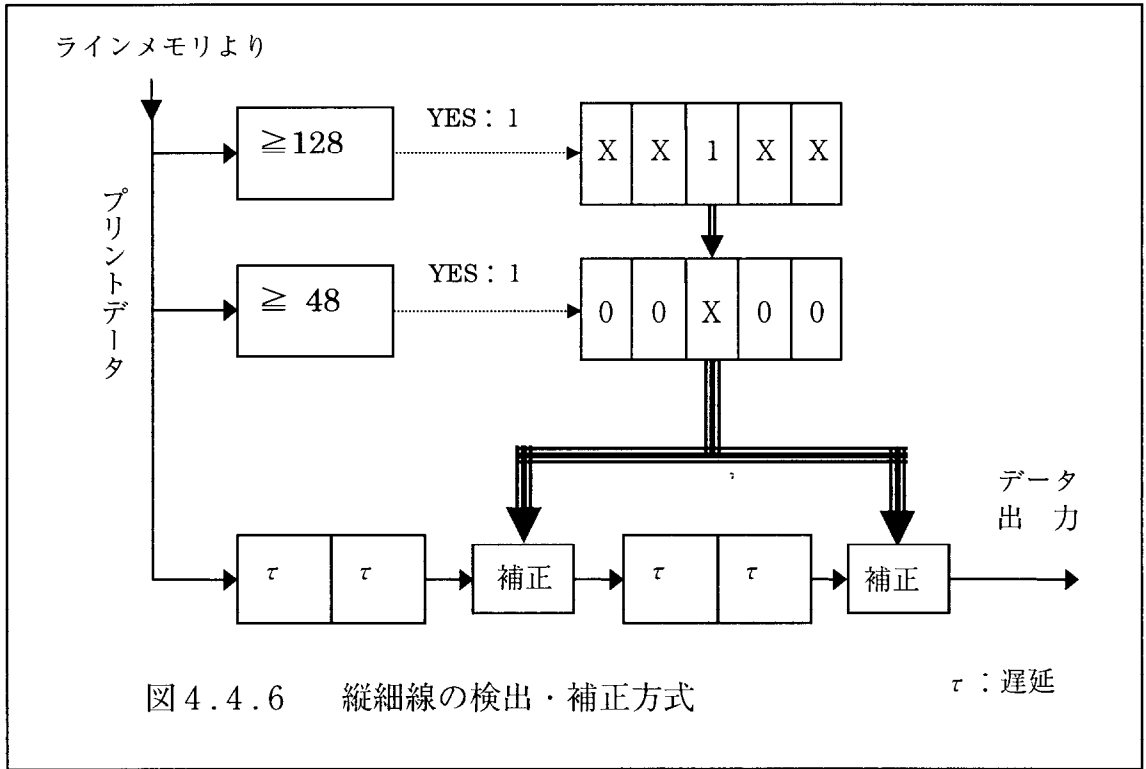 ラインメモリより
プリントデータ
≧128
YES：1
X X 1 X X
≧ 48
YES：1
0 0 X 0 0
τ τ 補正 τ τ 補正
データ
出 力
図4.4.6 縦細線の検出・補正方式
τ：遅延